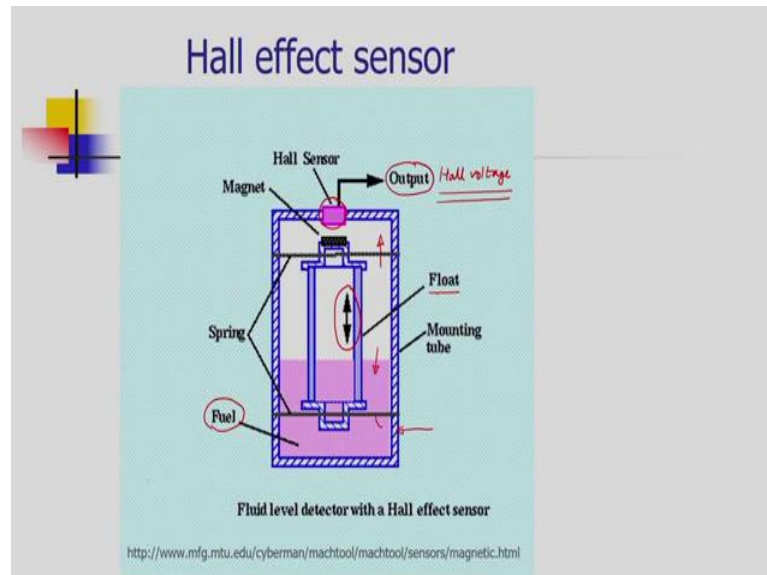 Hall effect sensor
Hall Sensor
Output Hall voltage
Magnet
Float
Spring
Mounting
tube
Fuel
Fluid level detector with a Hall effect sensor
http://www.mfg.mtu.edu/cyberman/machtool/machtool/sensors/magnetic.html